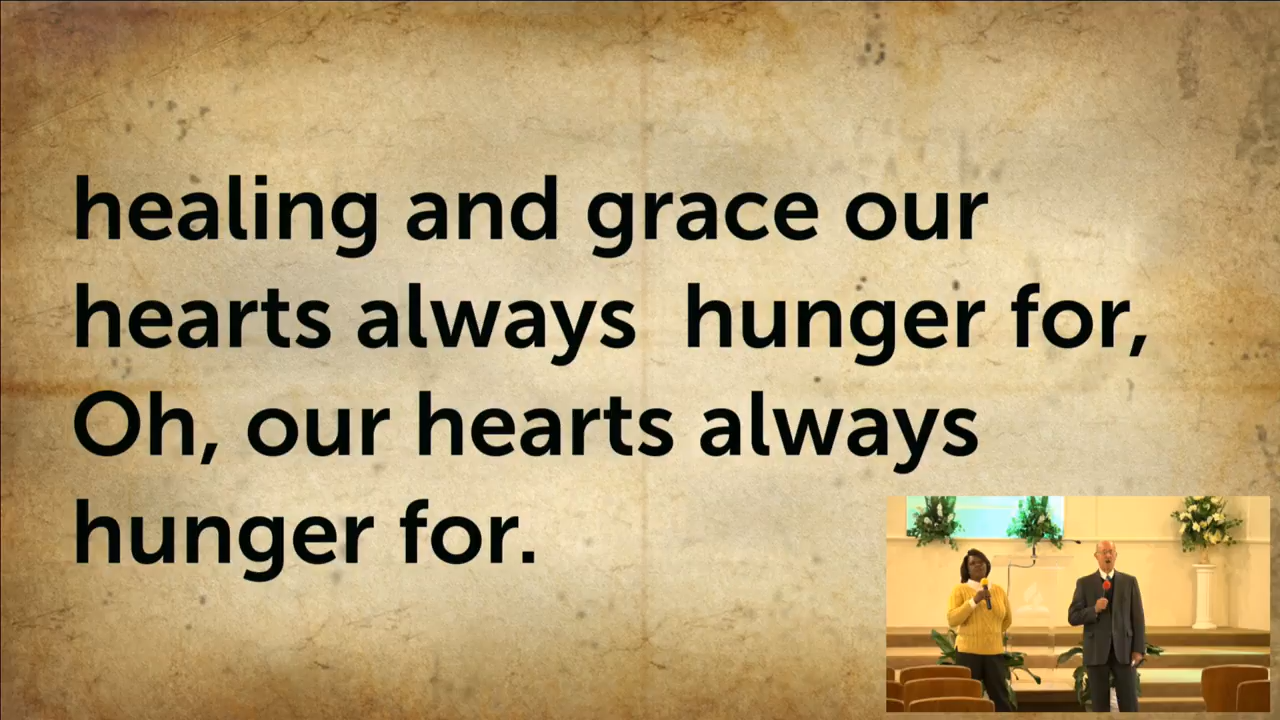 healing and grace our
hearts always  hunger for,
Oh, our hearts always
hunger for.